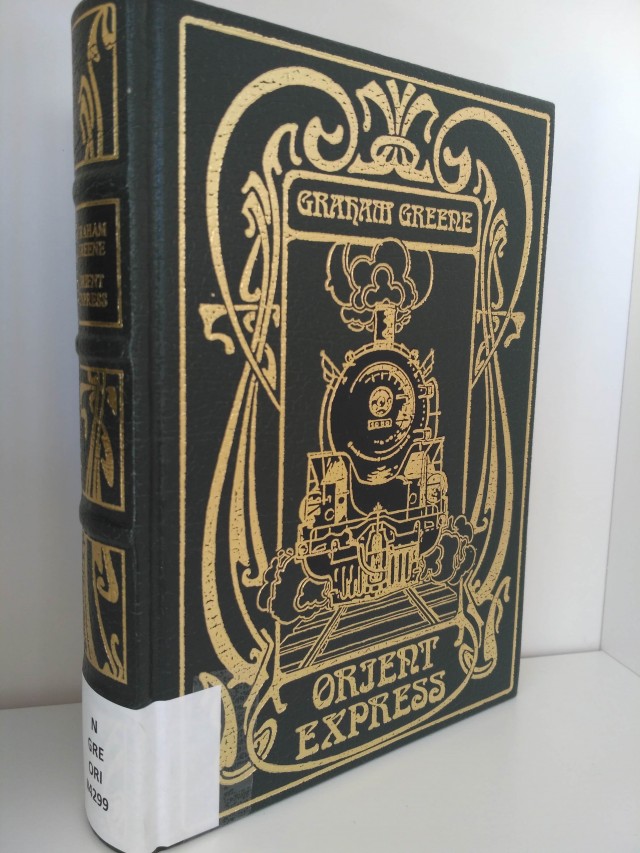 GRAHAM GREENE
ORIENT
EXPRESS
GRAHAM
GREENE
ORIENT
EXPRESS
N
GRE
ORI